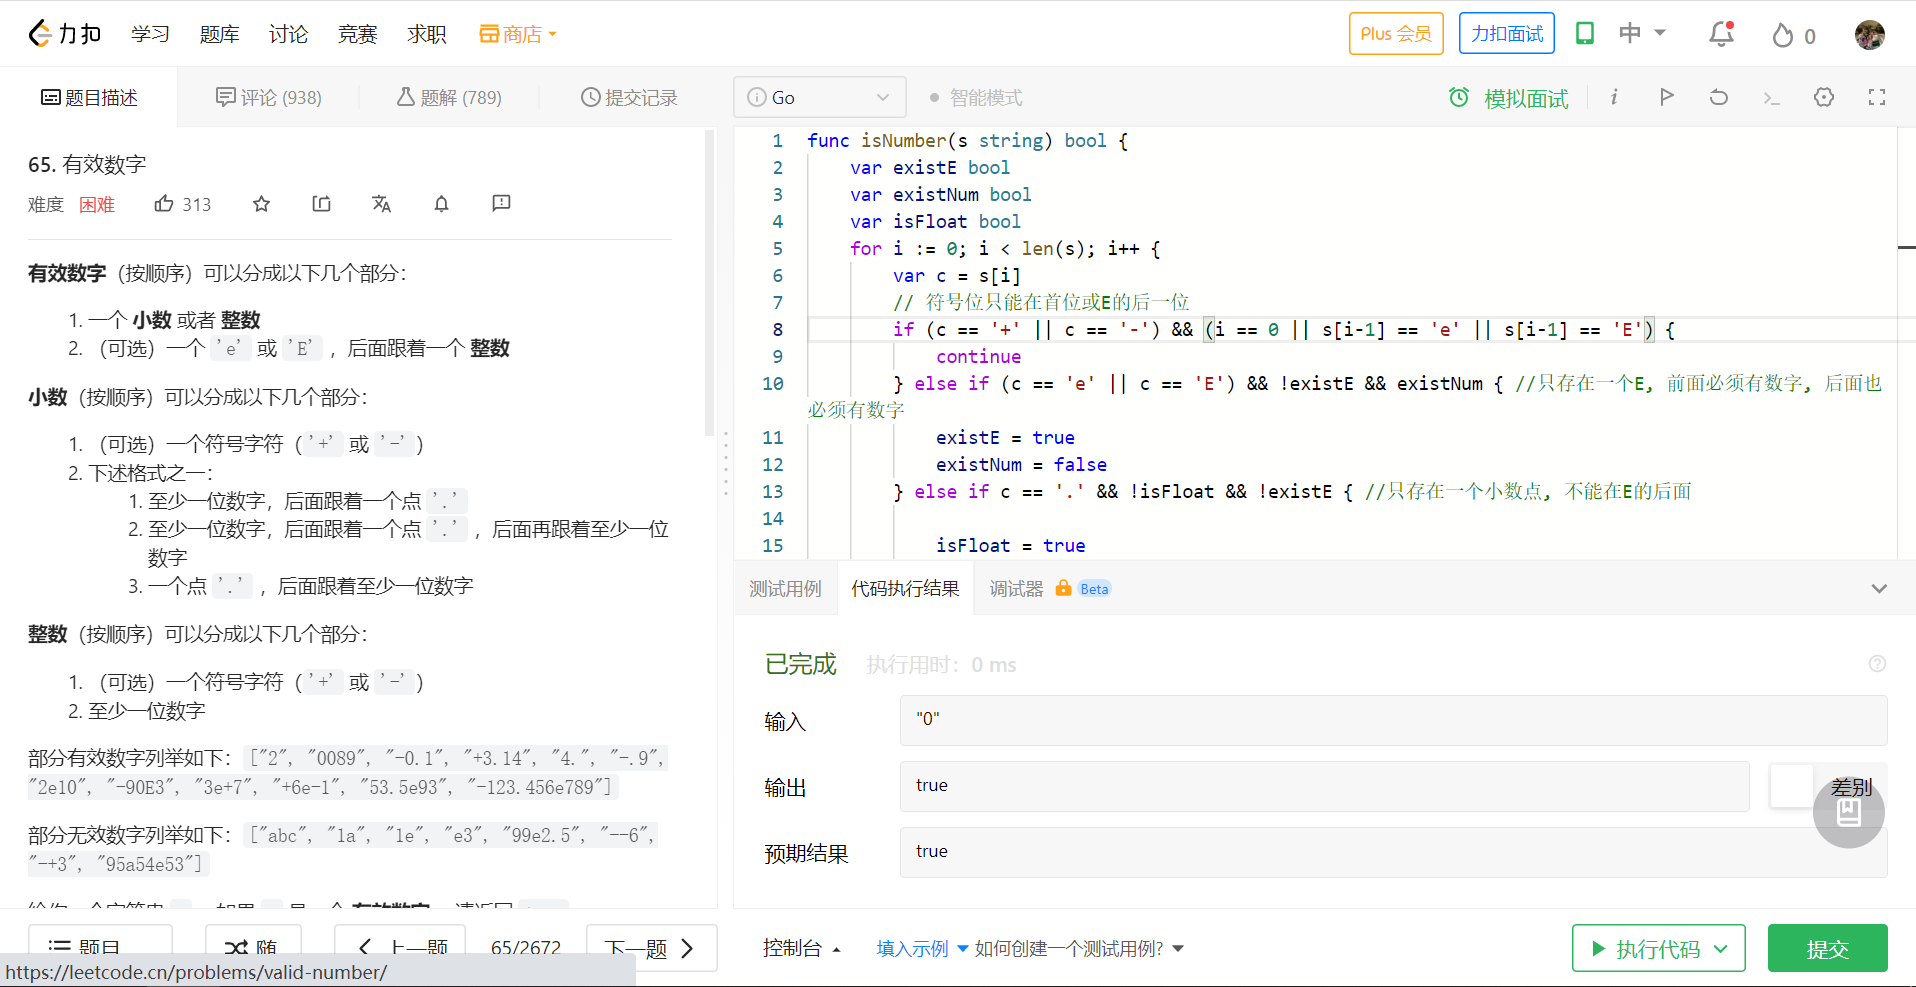 力扣 学习 题库 讨论 竞赛 求职 商店 Plus 会员 力扣面试 中 0
题目描述 评论 (938) 题解 (789) 提交记录 Go 智能模式 模拟面试
65. 有效数字
难度 困难 313
有效数字（按顺序）可以分成以下几个部分：
1. 一个 小数 或者 整数
2. （可选）一个 'e' 或 'E' ，后面跟着一个 整数
小数（按顺序）可以分成以下几个部分：
1. （可选）一个符号字符（'+' 或 '-'）
2. 下述格式之一：
1. 至少一位数字，后面跟着一个点 '.'
2. 至少一位数字，后面跟着一个点 '.' ，后面再跟着至少一位
数字
3. 一个点 '.' ，后面跟着至少一位数字
整数（按顺序）可以分成以下几个部分：
1. （可选）一个符号字符（'+' 或 '-'）
2. 至少一位数字
部分有效数字列举如下：["2", "0089", "-0.1", "+3.14", "4.", "-.9",
"2e10", "-90E3", "3e+7", "+6e-1", "53.5e93", "-123.456e789"]
部分无效数字列举如下：["abc", "1a", "1e", "e3", "99e2.5", "--6",
"-+3", "95a54e53"]
题目 随 上一题 65/2672 下一题
https://leetcode.cn/problems/valid-number/
1 func isNumber(s string) bool {
2 var existE bool
3 var existNum bool
4 var isFloat bool
5 for i := 0; i < len(s); i++ {
6 var c = s[i]
7 // 符号位只能在首位或E的后一位
8 if (c == '+' || c == '-') && (i == 0 || s[i-1] == 'e' || s[i-1] == 'E') {
9 continue
10 } else if (c == 'e' || c == 'E') && !existE && existNum { //只存在一个E, 前面必须有数字, 后面也
必须有数字
11 existE = true
12 existNum = false
13 } else if c == '.' && !isFloat && !existE { //只存在一个小数点, 不能在E的后面
14
15 isFloat = true
测试用例 代码执行结果 调试器 Beta
已完成 执行用时：0 ms
输入 "0"
输出 true 差别
预期结果 true
控制台 填入示例 如何创建一个测试用例? 执行代码 提交